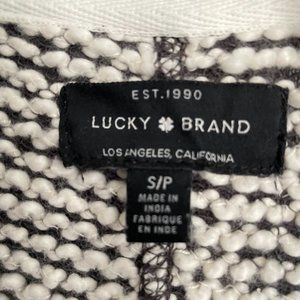 EST.1990
LUCKY BRAND
LOS ANGELES, CALIFORNIA
S/P
MADE IN
INDIA
FABRIQUE
EN INDE